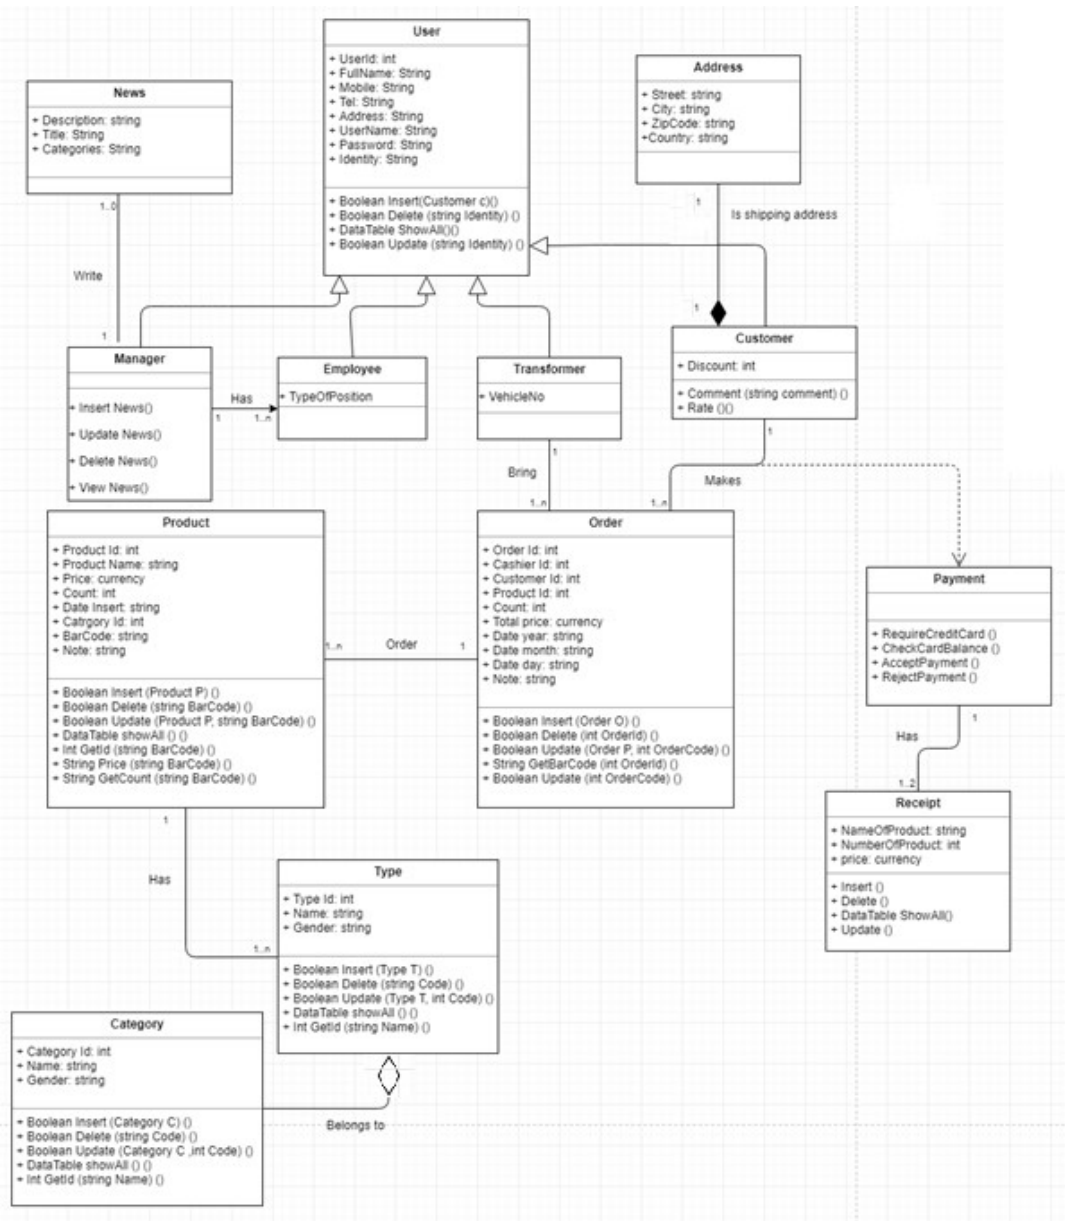 User
+ UserId: int
+ FullName: String
+ Mobile: String
+ Tel: String
+ Address: String
+ UserName: String
+ Password: String
+ Identity: String
+ Boolean Insert(Customer c)()
+ Boolean Delete (string Identity) ()
+ DataTable ShowAll()()
+ Boolean Update (string Identity) ()
Address
+ Street: string
+ City: string
+ ZipCode: string
+Country: string
News
+ Description: string
+ Title: String
+ Categories: String
1..0
Write
1
1
Is shipping address
1
Manager
+ Insert News()
+ Update News()
+ Delete News()
+ View News()
Has
1
1..n
Employee
+ TypeOfPosition
Transformer
+ VehicleNo
Customer
+ Discount: int
+ Comment (string comment) ()
+ Rate ()()
1
Bring
1..n
1
Makes
1..n
Product
+ Product Id: int
+ Product Name: string
+ Price: currency
+ Count: int
+ Date Insert: string
+ Catrgory Id: int
+ BarCode: string
+ Note: string
+ Boolean Insert (Product P) ()
+ Boolean Delete (string BarCode) ()
+ Boolean Update (Product P, string BarCode) ()
+ DataTable showAll () ()
+ Int GetId (string BarCode) ()
+ String Price (string BarCode) ()
+ String GetCount (string BarCode) ()
1..n
Order
1
Order
+ Order Id: int
+ Cashier Id: int
+ Customer Id: int
+ Product Id: int
+ Count: int
+ Total price: currency
+ Date year: string
+ Date month: string
+ Date day: string
+ Note: string
+ Boolean Insert (Order O) ()
+ Boolean Delete (int OrderId) ()
+ Boolean Update (Order P, int OrderCode) ()
+ String GetBarCode (int OrderId) ()
+ Boolean Update (int OrderCode) ()
Payment
+ RequireCreditCard ()
+ CheckCardBalance ()
+ AcceptPayment ()
+ RejectPayment ()
1
Has
1..2
Receipt
+ NameOfProduct: string
+ NumberOfProduct: int
+ price: currency
+ Insert ()
+ Delete ()
+ DataTable ShowAll()
+ Update ()
1
Has
1..n
Type
+ Type Id: int
+ Name: string
+ Gender: string
+ Boolean Insert (Type T) ()
+ Boolean Delete (string Code) ()
+ Boolean Update (Type T, int Code) ()
+ DataTable showAll () ()
+ Int GetId (string Name) ()
Category
+ Category Id: int
+ Name: string
+ Gender: string
+ Boolean Insert (Category C) ()
+ Boolean Delete (string Code) ()
+ Boolean Update (Category C ,int Code) ()
+ DataTable showAll () ()
+ Int GetId (string Name) ()
Belongs to